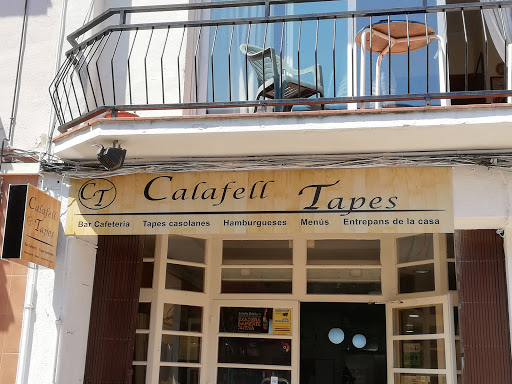 CT
Calafell Tapes
Bar Cafeteria Tapes casolanes Hamburgueses Menús Entrepans de la casa
Calafell
Tapes